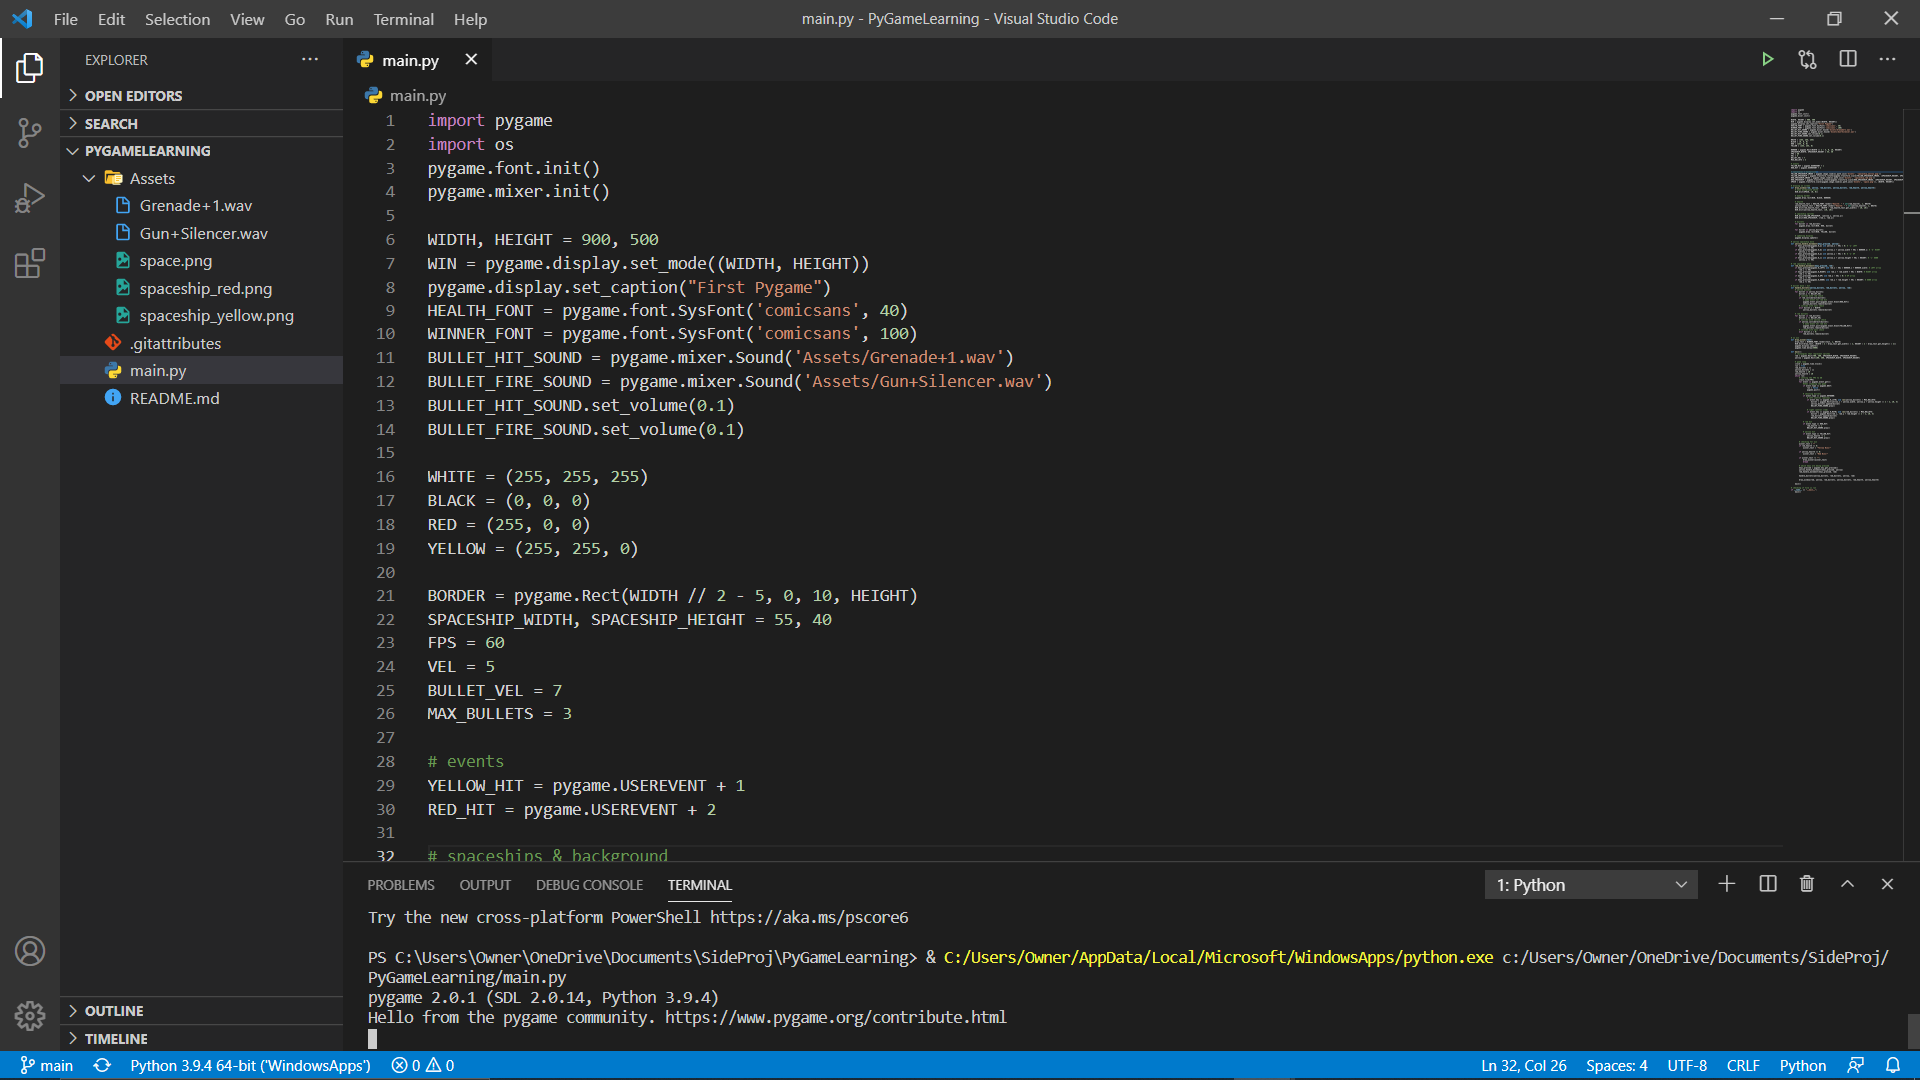 File Edit Selection View Go Run Terminal Help
main.py - PyGameLearning - Visual Studio Code
EXPLORER
OPEN EDITORS
SEARCH
PYGAMELEARNING
Assets
Grenade+1.wav
Gun+Silencer.wav
space.png
spaceship_red.png
spaceship_yellow.png
.gitattributes
main.py
README.md
OUTLINE
TIMELINE
main.py
main.py
1 import pygame
2 import os
3 pygame.font.init()
4 pygame.mixer.init()
5
6 WIDTH, HEIGHT = 900, 500
7 WIN = pygame.display.set_mode((WIDTH, HEIGHT))
8 pygame.display.set_caption("First Pygame")
9 HEALTH_FONT = pygame.font.SysFont('comicsans', 40)
10 WINNER_FONT = pygame.font.SysFont('comicsans', 100)
11 BULLET_HIT_SOUND = pygame.mixer.Sound('Assets/Grenade+1.wav')
12 BULLET_FIRE_SOUND = pygame.mixer.Sound('Assets/Gun+Silencer.wav')
13 BULLET_HIT_SOUND.set_volume(0.1)
14 BULLET_FIRE_SOUND.set_volume(0.1)
15
16 WHITE = (255, 255, 255)
17 BLACK = (0, 0, 0)
18 RED = (255, 0, 0)
19 YELLOW = (255, 255, 0)
20
21 BORDER = pygame.Rect(WIDTH // 2 - 5, 0, 10, HEIGHT)
22 SPACESHIP_WIDTH, SPACESHIP_HEIGHT = 55, 40
23 FPS = 60
24 VEL = 5
25 BULLET_VEL = 7
26 MAX_BULLETS = 3
27
28 # events
29 YELLOW_HIT = pygame.USEREVENT + 1
30 RED_HIT = pygame.USEREVENT + 2
31
32 # spaceships & background
PROBLEMS OUTPUT DEBUG CONSOLE TERMINAL
1: Python
Try the new cross-platform PowerShell https://aka.ms/pscore6
PS C:\Users\Owner\OneDrive\Documents\SideProj\PyGameLearning> & C:/Users/Owner/AppData/Local/Microsoft/WindowsApps/python.exe c:/Users/Owner/OneDrive/Documents/SideProj/
PyGameLearning/main.py
pygame 2.0.1 (SDL 2.0.14, Python 3.9.4)
Hello from the pygame community. https://www.pygame.org/contribute.html
main Python 3.9.4 64-bit ('WindowsApps') 0 0 Ln 32, Col 26 Spaces: 4 UTF-8 CRLF Python